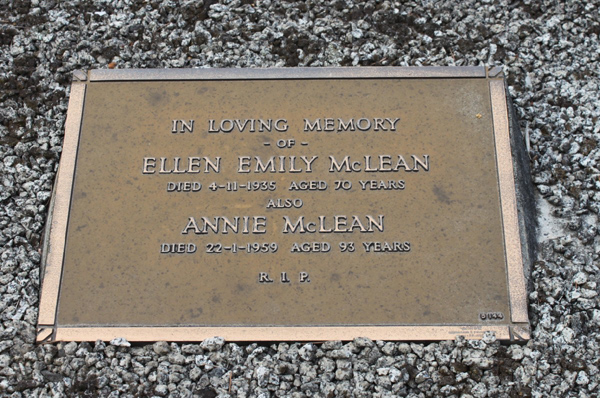 IN LOVING MEMORY
- OF -
ELLEN EMILY McLEAN
DIED 4-11-1935 AGED 70 YEARS
ALSO
ANNIE McLEAN
DIED 22-1-1959 AGED 93 YEARS
R. I. P.